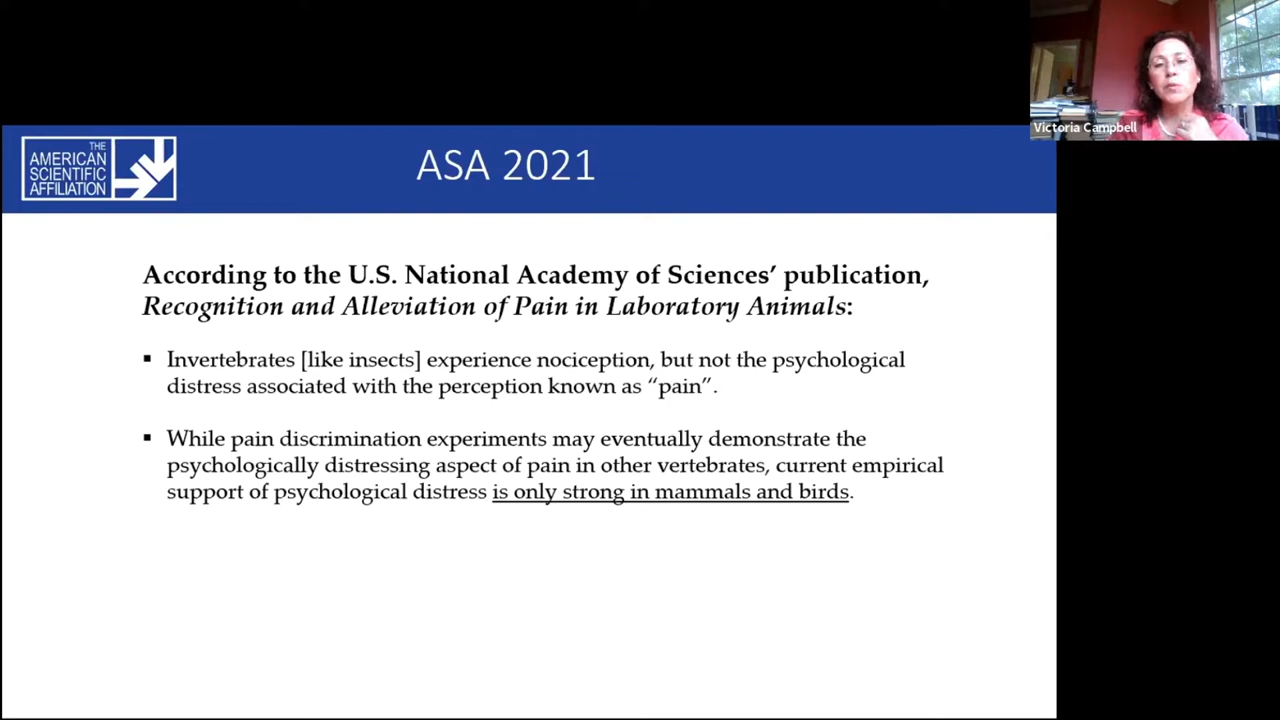 THE
AMERICAN
SCIENTIFIC
AFFILIATION
ASA 2021
Victoria Campbell
According to the U.S. National Academy of Sciences’ publication,
Recognition and Alleviation of Pain in Laboratory Animals:
▪ Invertebrates [like insects] experience nociception, but not the psychological
distress associated with the perception known as “pain”.
▪ While pain discrimination experiments may eventually demonstrate the
psychologically distressing aspect of pain in other vertebrates, current empirical
support of psychological distress is only strong in mammals and birds.